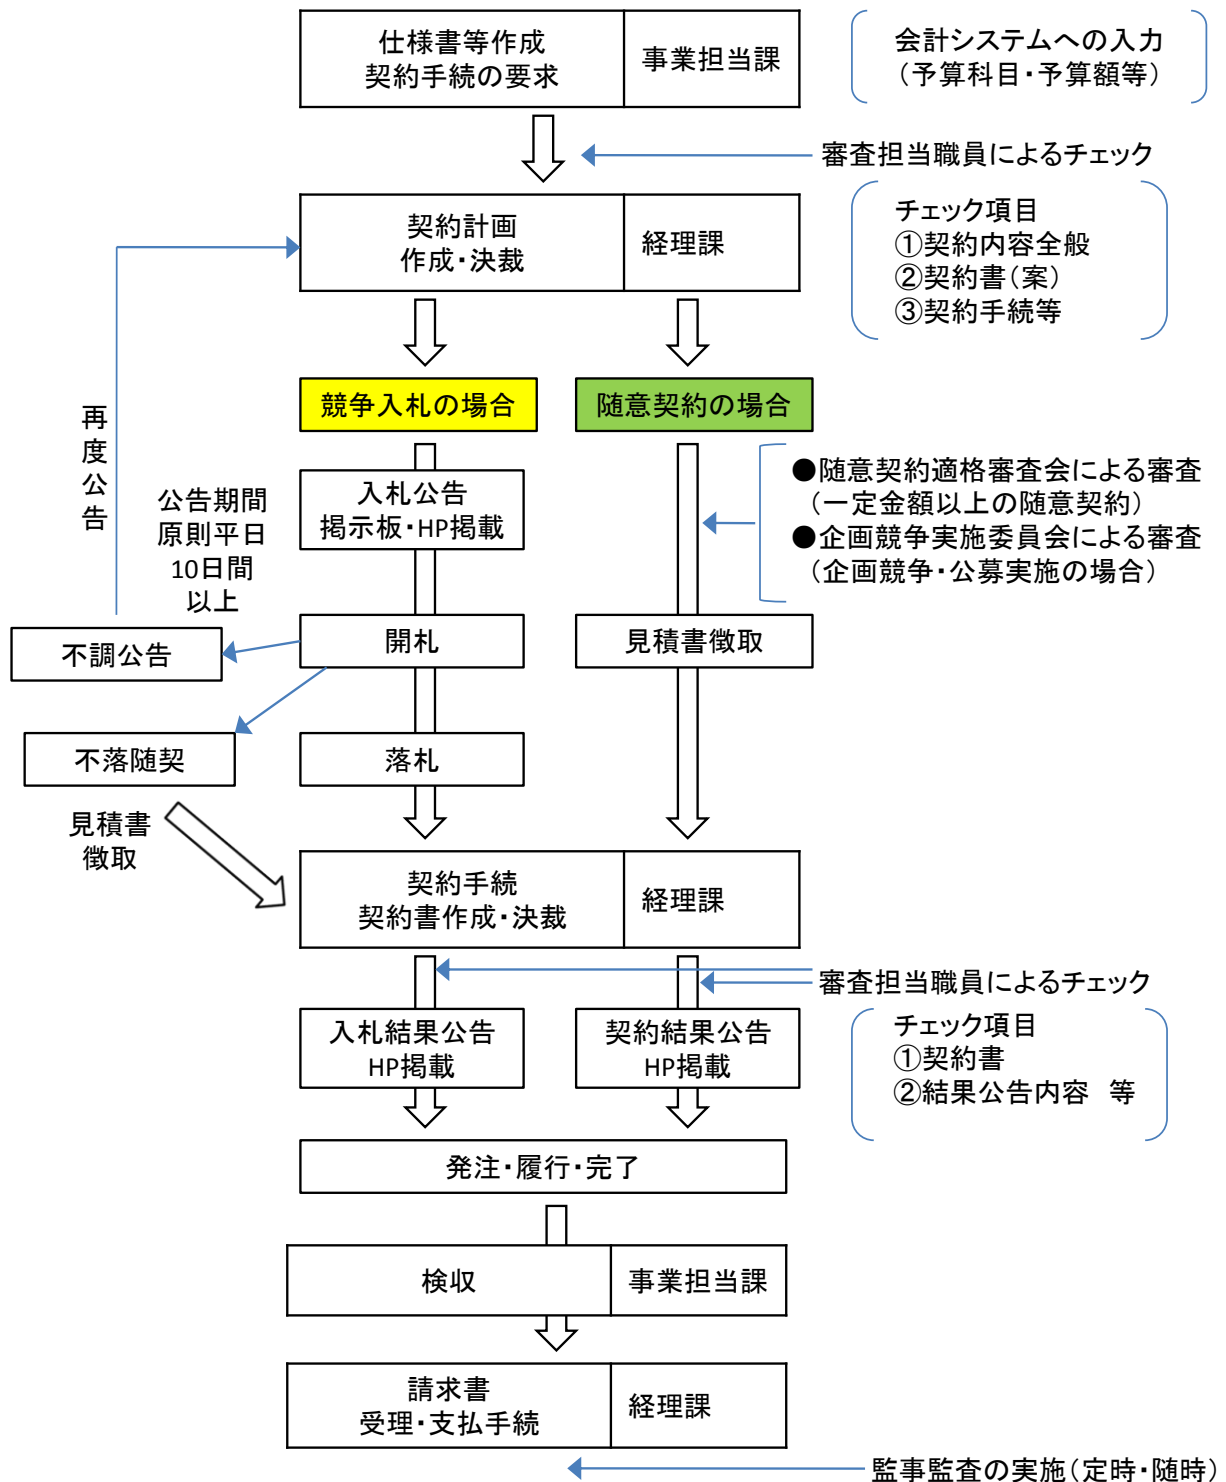 仕様書等作成
契約手続の要求
事業担当課
会計システムへの入力
（予算科目・予算額等）
審査担当職員によるチェック
契約計画
作成・決裁
経理課
チェック項目
①契約内容全般
②契約書（案）
③契約手続等
競争入札の場合
随意契約の場合
再度公告
公告期間
原則平日
10日間
以上
入札公告
掲示板・HP掲載
●随意契約適格審査会による審査
（一定金額以上の随意契約）
●企画競争実施委員会による審査
（企画競争・公募実施の場合）
不調公告
開札
見積書徴取
不落随契
落札
見積書
徴取
契約手続
契約書作成・決裁
経理課
審査担当職員によるチェック
入札結果公告
HP掲載
契約結果公告
HP掲載
チェック項目
①契約書
②結果公告内容　等
発注・履行・完了
検収
事業担当課
請求書
受理・支払手続
経理課
監事監査の実施（定時・随時）